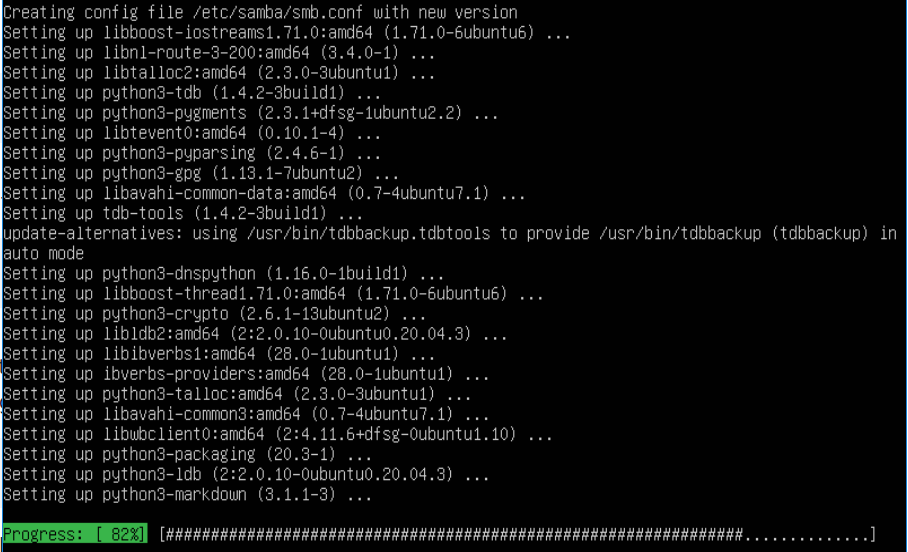 Creating config file /etc/samba/smb.conf with new version
Setting up libboost-iostreams1.71.0:amd64 (1.71.0-6ubuntu6) ...
Setting up libnl-route-3-200:amd64 (3.4.0-1) ...
Setting up libtalloc2:amd64 (2.3.0-3ubuntu1) ...
Setting up python3-tdb (1.4.2-3build1) ...
Setting up python3-pygments (2.3.1+dfsg-1ubuntu2.2) ...
Setting up libtevent0:amd64 (0.10.1-4) ...
Setting up python3-pyparsing (2.4.6-1) ...
Setting up python3-gpg (1.13.1-7ubuntu2) ...
Setting up libavahi-common-data:amd64 (0.7-4ubuntu7.1) ...
Setting up tdb-tools (1.4.2-3build1) ...
update-alternatives: using /usr/bin/tdbbackup.tdbtools to provide /usr/bin/tdbbackup (tdbbackup) in
auto mode
Setting up python3-dnspython (1.16.0-1build1) ...
Setting up libboost-thread1.71.0:amd64 (1.71.0-6ubuntu6) ...
Setting up python3-crypto (2.6.1-13ubuntu2) ...
Setting up libldb2:amd64 (2:2.0.10-0ubuntu0.20.04.3) ...
Setting up libibverbs1:amd64 (28.0-1ubuntu1) ...
Setting up ibverbs-providers:amd64 (28.0-1ubuntu1) ...
Setting up python3-talloc:amd64 (2.3.0-3ubuntu1) ...
Setting up libavahi-common3:amd64 (0.7-4ubuntu7.1) ...
Setting up libwbclient0:amd64 (2:4.11.6+dfsg-0ubuntu1.10) ...
Setting up python3-packaging (20.3-1) ...
Setting up python3-ldb (2:2.0.10-0ubuntu0.20.04.3) ...
Setting up python3-markdown (3.1.1-3) ...
Progress: [ 82%] [################################################################..............]